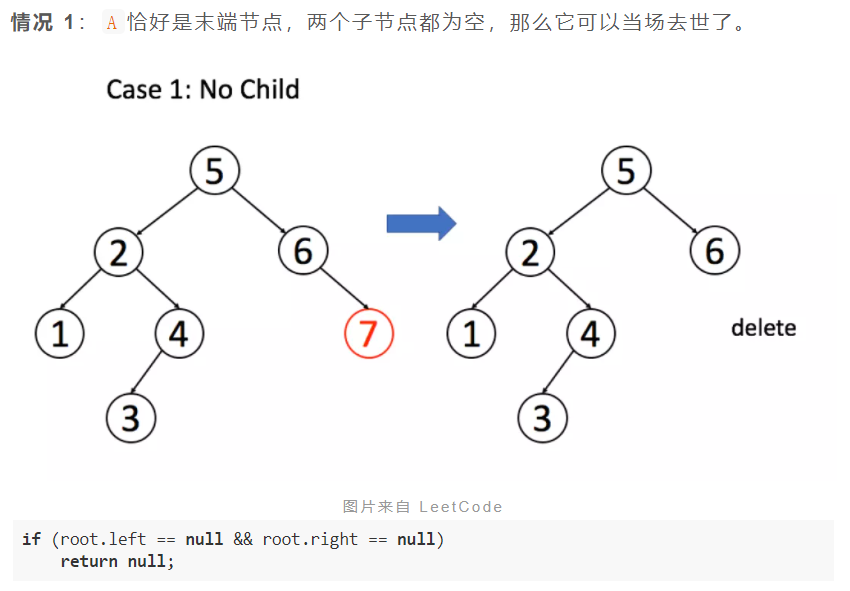 情况 1：A 恰好是末端节点，两个子节点都为空，那么它可以当场去世了。
Case 1: No Child
5
5
2
6
2
6
1
4
7
1
4
delete
3
3
图片来自 LeetCode
if (root.left == null && root.right == null)
    return null;